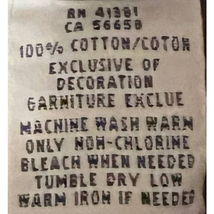 RN 41381
CA 56658
100% COTTON/COTON
EXCLUSIVE OF
DECORATION
GARNITURE EXCLUE
MACHINE WASH WARM
ONLY NON-CHLORINE
BLEACH WHEN NEEDED
TUMBLE DRY LOW
WARM IRON IF NEEDED